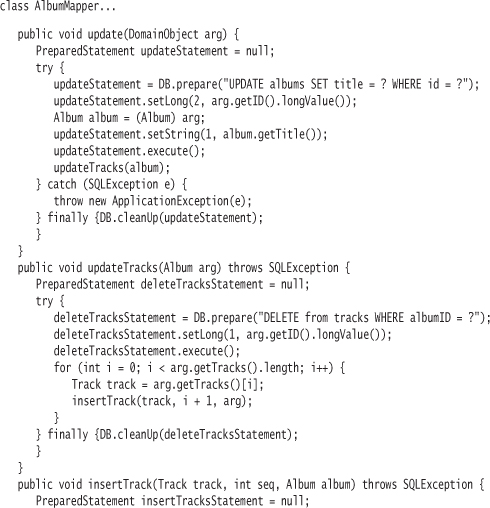 class AlbumMapper...
public void update(DomainObject arg) {
PreparedStatement updateStatement = null;
try {
updateStatement = DB.prepare("UPDATE albums SET title = ? WHERE id = ?");
updateStatement.setLong(2, arg.getID().longValue());
Album album = (Album) arg;
updateStatement.setString(1, album.getTitle());
updateStatement.execute();
updateTracks(album);
} catch (SQLException e) {
throw new ApplicationException(e);
} finally {DB.cleanUp(updateStatement);
}
}
public void updateTracks(Album arg) throws SQLException {
PreparedStatement deleteTracksStatement = null;
try {
deleteTracksStatement = DB.prepare("DELETE from tracks WHERE albumID = ?");
deleteTracksStatement.setLong(1, arg.getID().longValue());
deleteTracksStatement.execute();
for (int i = 0; i < arg.getTracks().length; i++) {
Track track = arg.getTracks()[i];
insertTrack(track, i + 1, arg);
}
} finally {DB.cleanUp(deleteTracksStatement);
}
}
public void insertTrack(Track track, int seq, Album album) throws SQLException {
PreparedStatement insertTracksStatement = null;